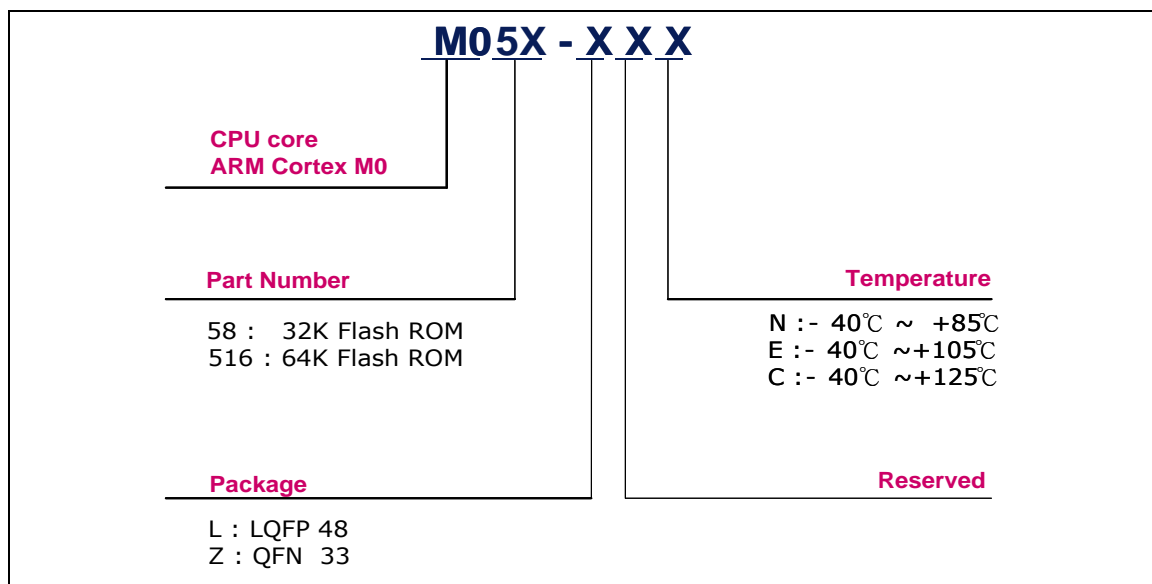 M05X - X X X
CPU core
ARM Cortex M0
Part Number
58 : 32K Flash ROM
516 : 64K Flash ROM
Temperature
N :- 40℃ ~ +85℃
E :- 40℃ ~+105℃
C :- 40℃ ~+125℃
Package
L : LQFP 48
Z : QFN 33
Reserved